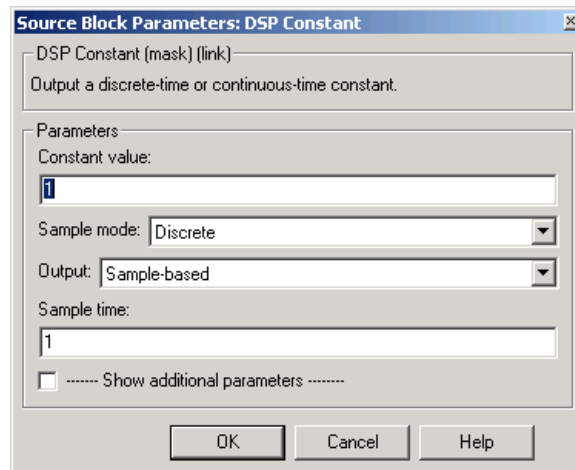 Source Block Parameters: DSP Constant
DSP Constant (mask) (link)
Output a discrete-time or continuous-time constant.
Parameters
Constant value:
1
Sample mode: Discrete
Output: Sample-based
Sample time:
1
------- Show additional parameters --------
OK Cancel Help